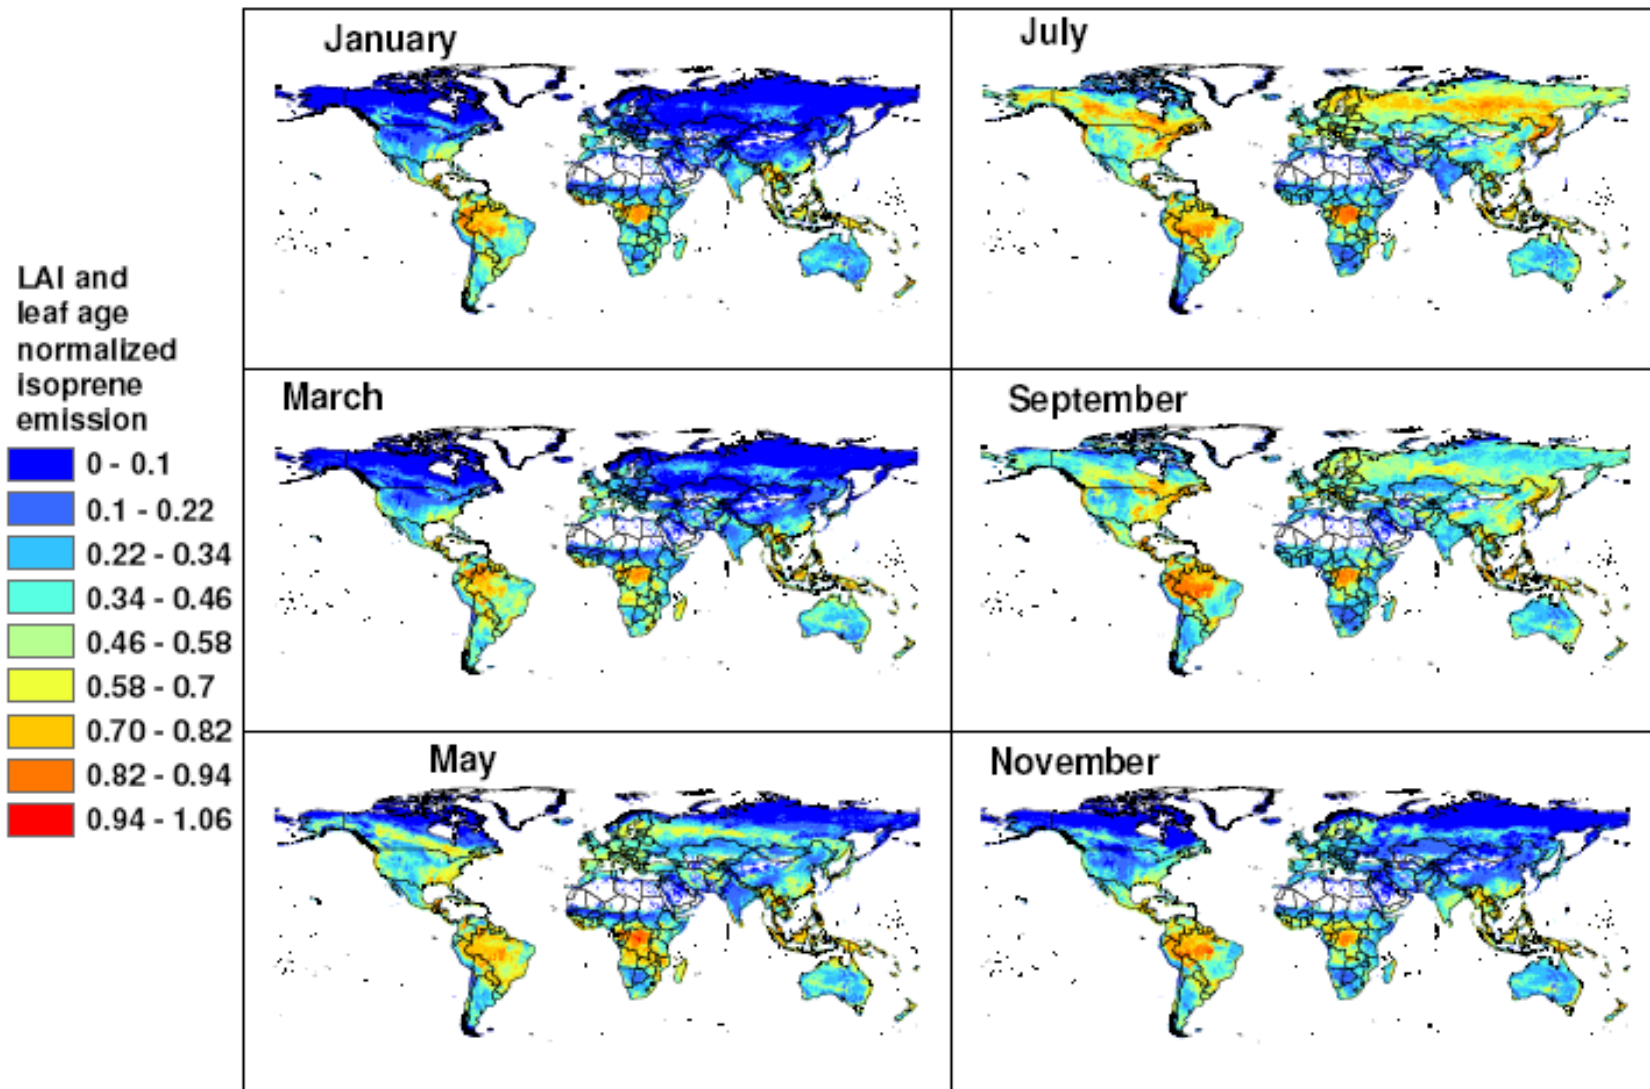 January
July
LAI and
leaf age
normalized
isoprene
emission
0 - 0.1
0.1 - 0.22
0.22 - 0.34
0.34 - 0.46
0.46 - 0.58
0.58 - 0.7
0.70 - 0.82
0.82 - 0.94
0.94 - 1.06
March
September
May
November